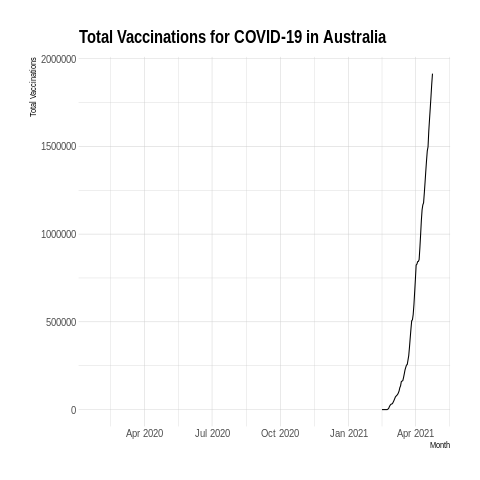 Total Vaccinations for COVID-19 in Australia
Total Vaccinations
2000000
1500000
1000000
500000
0
Apr 2020 Jul 2020 Oct 2020 Jan 2021 Apr 2021
Month